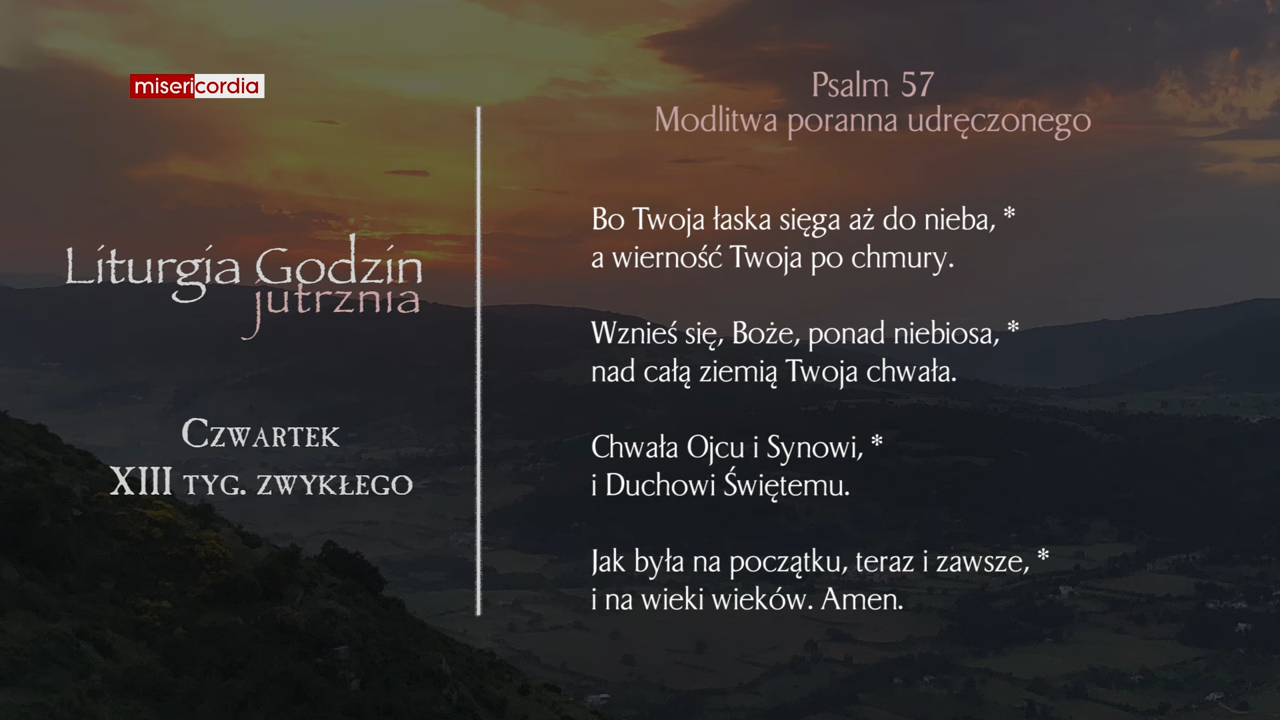 misericordia
Liturgia Godzin
jutrznia
Czwartek
XIII tyg. zwykłego
Psalm 57
Modlitwa poranna udręczonego
Bo Twoja łaska sięga aż do nieba, *
a wierność Twoja po chmury.
Wznieś się, Boże, ponad niebiosa, *
nad całą ziemią Twoja chwała.
Chwała Ojcu i Synowi, *
i Duchowi Świętemu.
Jak była na początku, teraz i zawsze, *
i na wieki wieków. Amen.